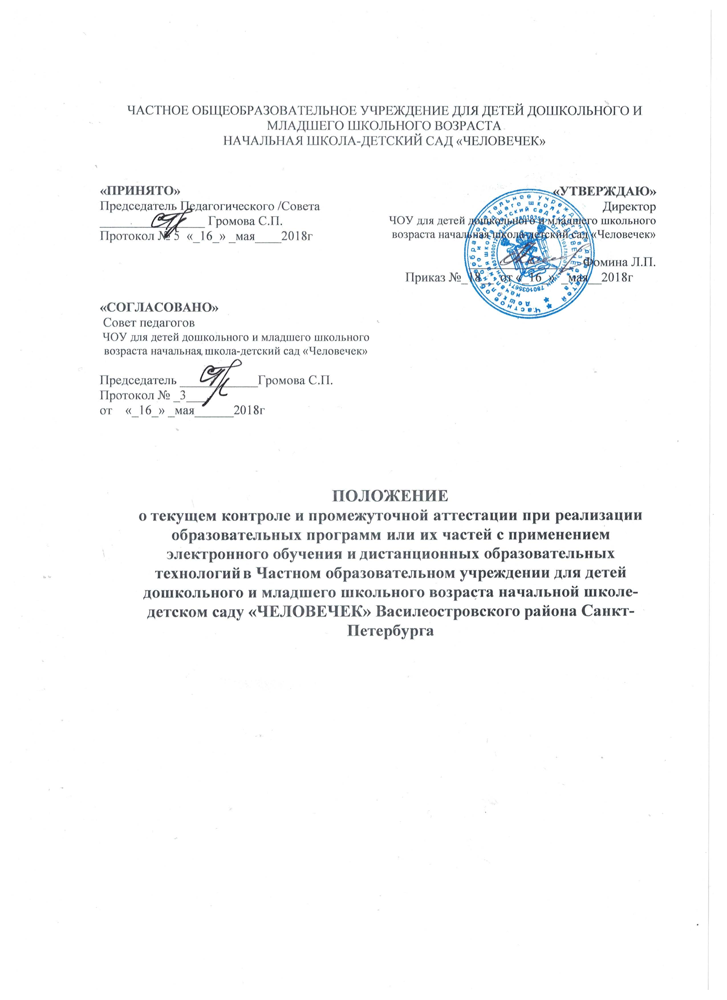 ЧАСТНОЕ ОБЩЕОБРАЗОВАТЕЛЬНОЕ УЧРЕЖДЕНИЕ ДЛЯ ДЕТЕЙ ДОШКОЛЬНОГО И
МЛАДШЕГО ШКОЛЬНОГО ВОЗРАСТА
НАЧАЛЬНАЯ ШКОЛА-ДЕТСКИЙ САД «ЧЕЛОВЕЧЕК»
«ПРИНЯТО»
Председатель Педагогического /Совета
________________ Громова С.П.
Протокол № 5 «_16_» _мая____2018г
«УТВЕРЖДАЮ»
Директор
ЧОУ для детей дошкольного и младшего школьного
возраста начальная школа-детский сад «Человечек»
Фомина Л.П.
Приказ №_18__ от «_16_» _мая__2018г
«СОГЛАСОВАНО»
Совет педагогов
ЧОУ для детей дошкольного и младшего школьного
возраста начальная школа-детский сад «Человечек»
Председатель ____________Громова С.П.
Протокол № _3___
от «_16_» _мая______2018г
ПОЛОЖЕНИЕ
о текущем контроле и промежуточной аттестации при реализации
образовательных программ или их частей с применением
электронного обучения и дистанционных образовательных
технологий в Частном образовательном учреждении для детей
дошкольного и младшего школьного возраста начальной школе-
детском саду «ЧЕЛОВЕЧЕК» Василеостровского района Санкт-
Петербурга